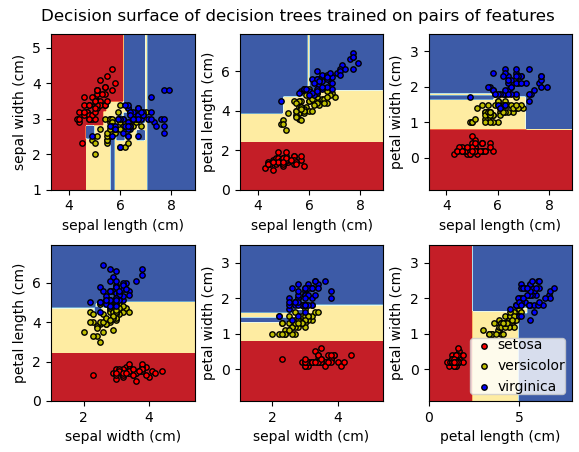 Decision surface of decision trees trained on pairs of features
sepal width (cm)
5
4
3
2
1
4
6
8
sepal length (cm)
petal length (cm)
6
4
2
0
4
6
8
sepal length (cm)
petal width (cm)
3
2
1
0
4
6
8
sepal length (cm)
petal length (cm)
6
4
2
0
2
4
sepal width (cm)
petal width (cm)
3
2
1
0
2
4
sepal width (cm)
petal width (cm)
3
2
1
0
0
5
petal length (cm)
setosa
versicolor
virginica